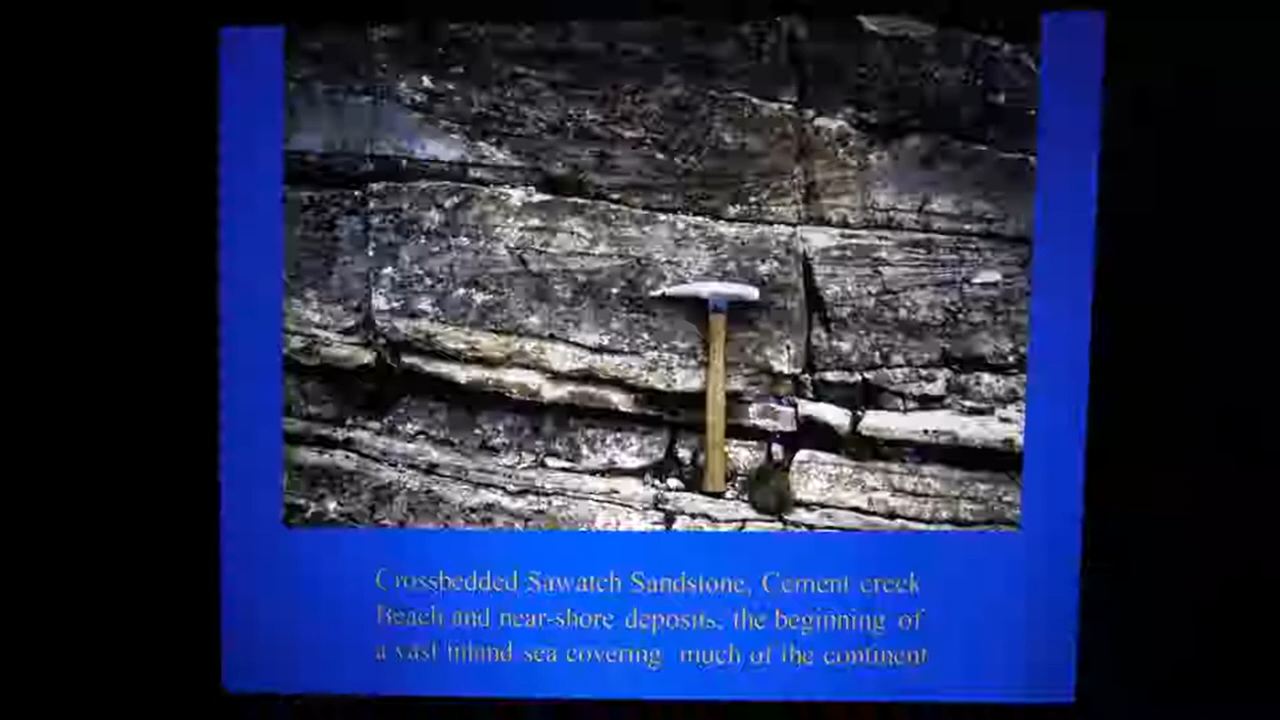 Crossbedded Sawatch Sandstone, Cement creek
Beach and near-shore deposits, the beginning of
a vast inland sea covering much of the continent